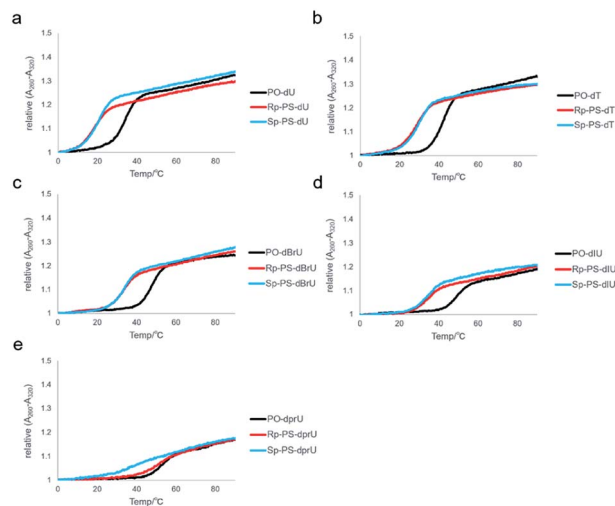 a
relative (A260-A320)
1.5
1.4
1.3
1.2
1.1
1
0 20 40 60 80
Temp/℃
PO-dU
Rp-PS-dU
Sp-PS-dU
b
relative (A260-A320)
1.5
1.4
1.3
1.2
1.1
1
0 20 40 60 80
Temp/℃
PO-dT
Rp-PS-dT
Sp-PS-dT
c
relative (A260-A320)
1.5
1.4
1.3
1.2
1.1
1
0 20 40 60 80
Temp/℃
PO-dBrU
Rp-PS-dBrU
Sp-PS-dBrU
d
relative (A260-A320)
1.5
1.4
1.3
1.2
1.1
1
0 20 40 60 80
Temp/℃
PO-dIU
Rp-PS-dIU
Sp-PS-dIU
e
relative (A260-A320)
1.5
1.4
1.3
1.2
1.1
1
0 20 40 60 80
Temp/℃
PO-dprU
Rp-PS-dprU
Sp-PS-dprU